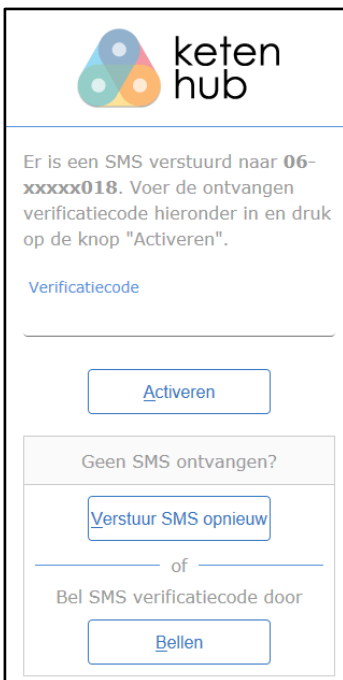 keten
hub
Er is een SMS verstuurd naar 06-
xxxxx018. Voer de ontvangen
verificatiecode hieronder in en druk
op de knop "Activeren".
Verificatiecode
Activeren
Geen SMS ontvangen?
Verstuur SMS opnieuw
of
Bel SMS verificatiecode door
Bellen